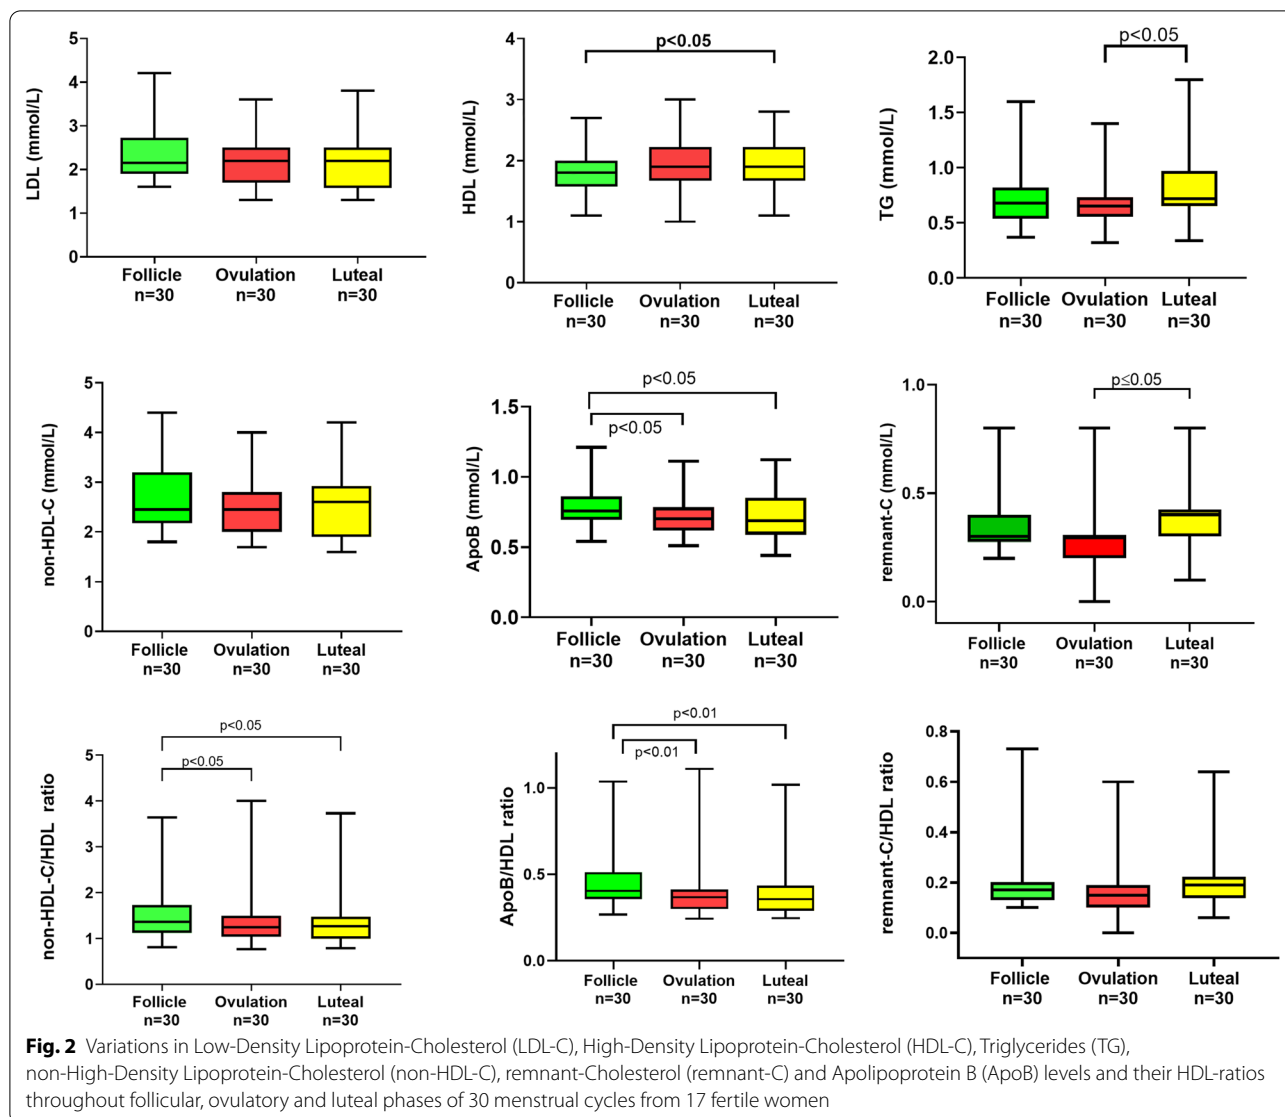 p<0.05
5
4
3
2
1
0
LDL (mmol/L)
Follicle Ovulation Luteal
n=30 n=30 n=30
p<0.05
4
3
2
1
0
HDL (mmol/L)
Follicle Ovulation Luteal
n=30 n=30 n=30
p<0.05
2.0
1.5
1.0
0.5
0.0
TG (mmol/L)
Follicle Ovulation Luteal
n=30 n=30 n=30
5
4
3
2
1
0
non-HDL-C (mmol/L)
Follicle Ovulation Luteal
n=30 n=30 n=30
p<0.05
p<0.05
1.5
1.0
0.5
0.0
ApoB (mmol/L)
Follicle Ovulation Luteal
n=30 n=30 n=30
p≤0.05
1.0
0.5
0.0
remnant-C (mmol/L)
Follicle Ovulation Luteal
n=30 n=30 n=30
p<0.05
p<0.05
5
4
3
2
1
0
non-HDL-C/HDL ratio
Follicle Ovulation Luteal
n=30 n=30 n=30
p<0.01
p<0.01
1.0
0.5
0.0
ApoB/HDL ratio
Follicle Ovulation Luteal
n=30 n=30 n=30
0.8
0.6
0.4
0.2
0.0
remnant-C/HDL ratio
Follicle Ovulation Luteal
n=30 n=30 n=30
Fig. 2 Variations in Low-Density Lipoprotein-Cholesterol (LDL-C), High-Density Lipoprotein-Cholesterol (HDL-C), Triglycerides (TG),
non-High-Density Lipoprotein-Cholesterol (non-HDL-C), remnant-Cholesterol (remnant-C) and Apolipoprotein B (ApoB) levels and their HDL-ratios
throughout follicular, ovulatory and luteal phases of 30 menstrual cycles from 17 fertile women